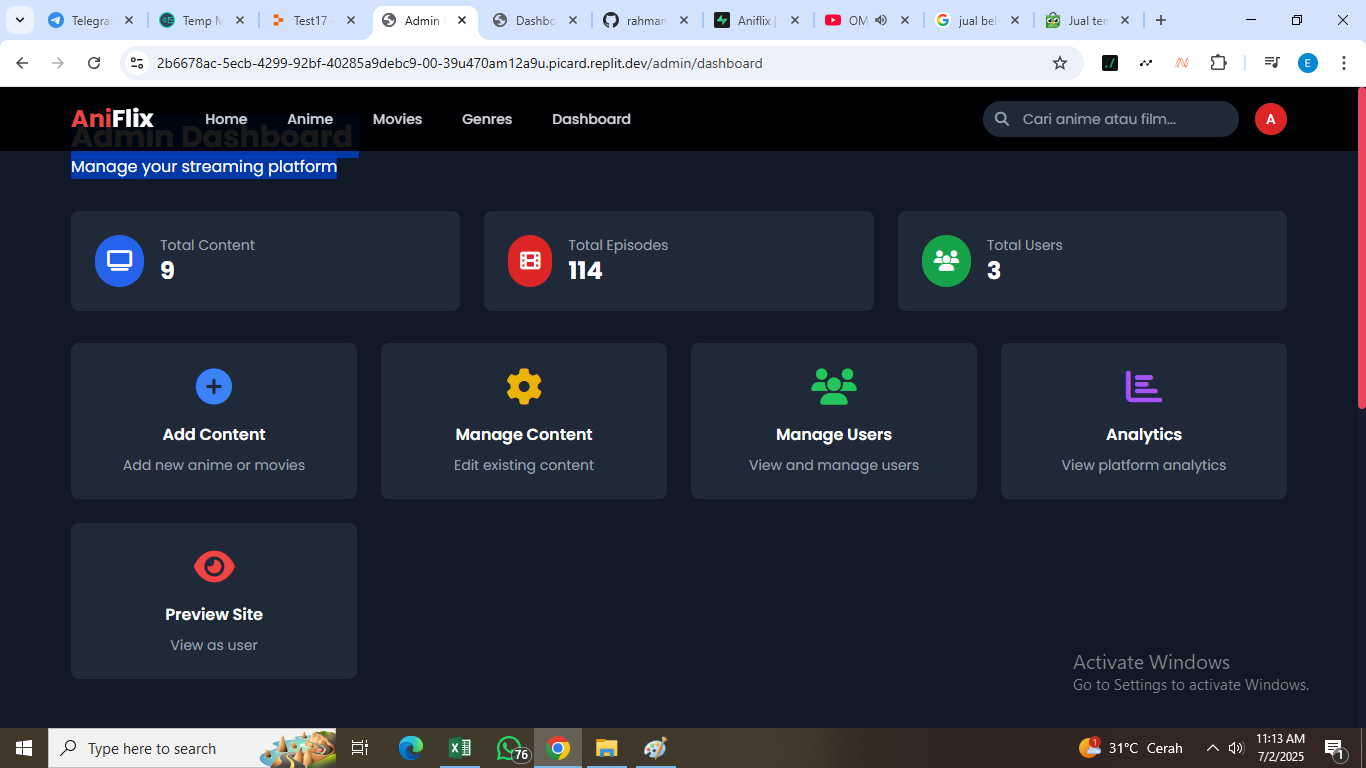 Telegra
Temp M
Test17
Admin
Dashbo
rahman
Aniflix
OM
jual bel
Jual ter
2b6678ac-5ecb-4299-92bf-40285a9debc9-00-39u470am12a9u.picard.replit.dev/admin/dashboard
E
AniFlix
Home
Anime
Movies
Genres
Dashboard
Cari anime atau film...
A
Admin Dashboard
Manage your streaming platform
Total Content
9
Total Episodes
114
Total Users
3
Add Content
Add new anime or movies
Manage Content
Edit existing content
Manage Users
View and manage users
Analytics
View platform analytics
Preview Site
View as user
Activate Windows
Go to Settings to activate Windows.
Type here to search
76
1
31°C Cerah
11:13 AM
7/2/2025
1